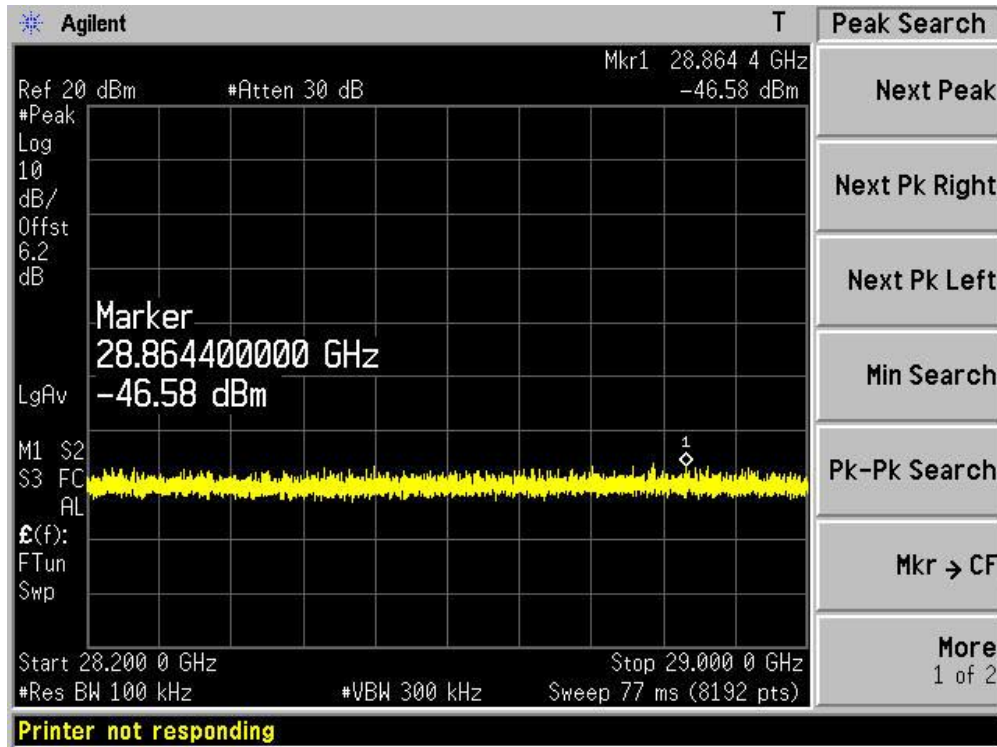 Agilent T Peak Search
Mkr1 28.864 4 GHz
Ref 20 dBm #Atten 30 dB -46.58 dBm
#Peak
Log
10
dB/
Offst
6.2
dB
Marker
28.864400000 GHz
-46.58 dBm
LgAv
1
M1 S2
S3 FC
AL
£(f):
FTun
Swp
Start 28.200 0 GHz Stop 29.000 0 GHz
#Res BW 100 kHz #VBW 300 kHz Sweep 77 ms (8192 pts)
Printer not responding
Next Peak
Next Pk Right
Next Pk Left
Min Search
Pk-Pk Search
Mkr → CF
More
1 of 2